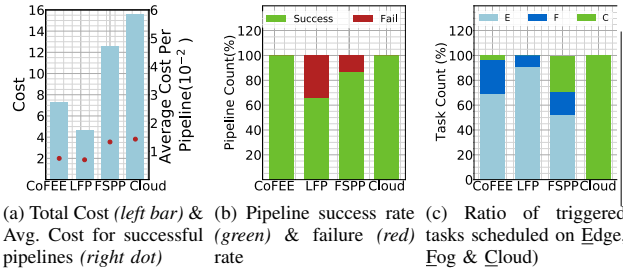 16
14
12
10
8
6
4
2
Cost
6
5
4
3
2
1
Average Cost Per
Pipeline(10⁻²)
CoFEE LFP FSPP Cloud
Success Fail
120
100
80
60
40
20
0
Pipeline Count(%)
CoFEE LFP FSPP Cloud
E F C
120
100
80
60
40
20
0
Task Count (%)
CoFEE LFP FSPP Cloud
(a) Total Cost (left bar) &
Avg. Cost for successful
pipelines (right dot)
(b) Pipeline success rate
(green) & failure (red)
rate
(c) Ratio of triggered
tasks scheduled on Edge,
Fog & Cloud)